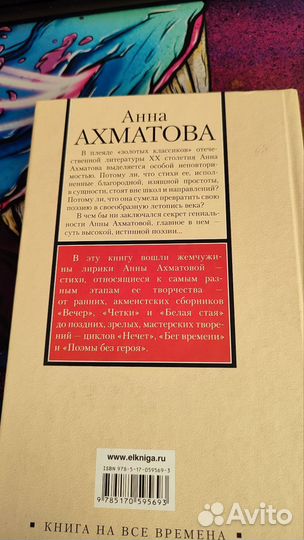 Анна
АХМАТОВА
В плеяде «золотых классиков» отече-
ственной литературы XX столетия Анна
Ахматова выделяется особой неповтори-
мостью. Потому ли, что стихи ее, испол-
ненные благородной, изящной простоты,
в сущности, стоят вне школ и направлений?
Потому ли, что она сумела превратить свою
поэзию в своеобразную летопись века?
В чем бы ни заключался секрет гениаль-
ности Анны Ахматовой, главное в нем —
суть высокой, истинной поэзии...
В эту книгу вошли жемчужи-
ны лирики Анны Ахматовой —
стихи, относящиеся к самым раз-
ным этапам ее творчества —
от ранних, акмеистских сборников
«Вечер», «Четки» и «Белая стая»
до поздних, зрелых, мастерских творе-
ний — циклов «Нечет», «Бег времени»
и «Поэмы без героя».
www.elkniga.ru
ISBN 978-5-17-059569-3
9 785170 595693
КНИГА НА ВСЕ ВРЕМЕНА
Avito